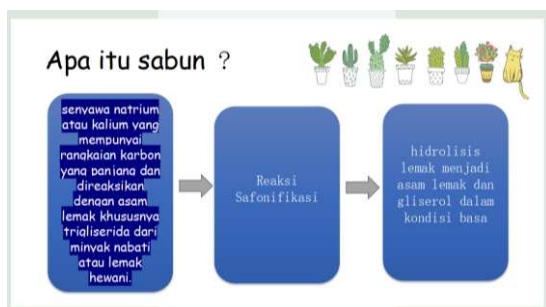 Apa itu sabun ?
senyawa natrium
atau kalium yang
mempunyai
rangkaian karbon
yang panjang dan
direaksikan
dengan asam
lemak khususnya
trigliserida dari
minyak nabati
atau lemak
hewani.
Reaksi
Safonifikasi
hidrolisis
lemak menjadi
asam lemak dan
gliserol dalam
kondisi basa